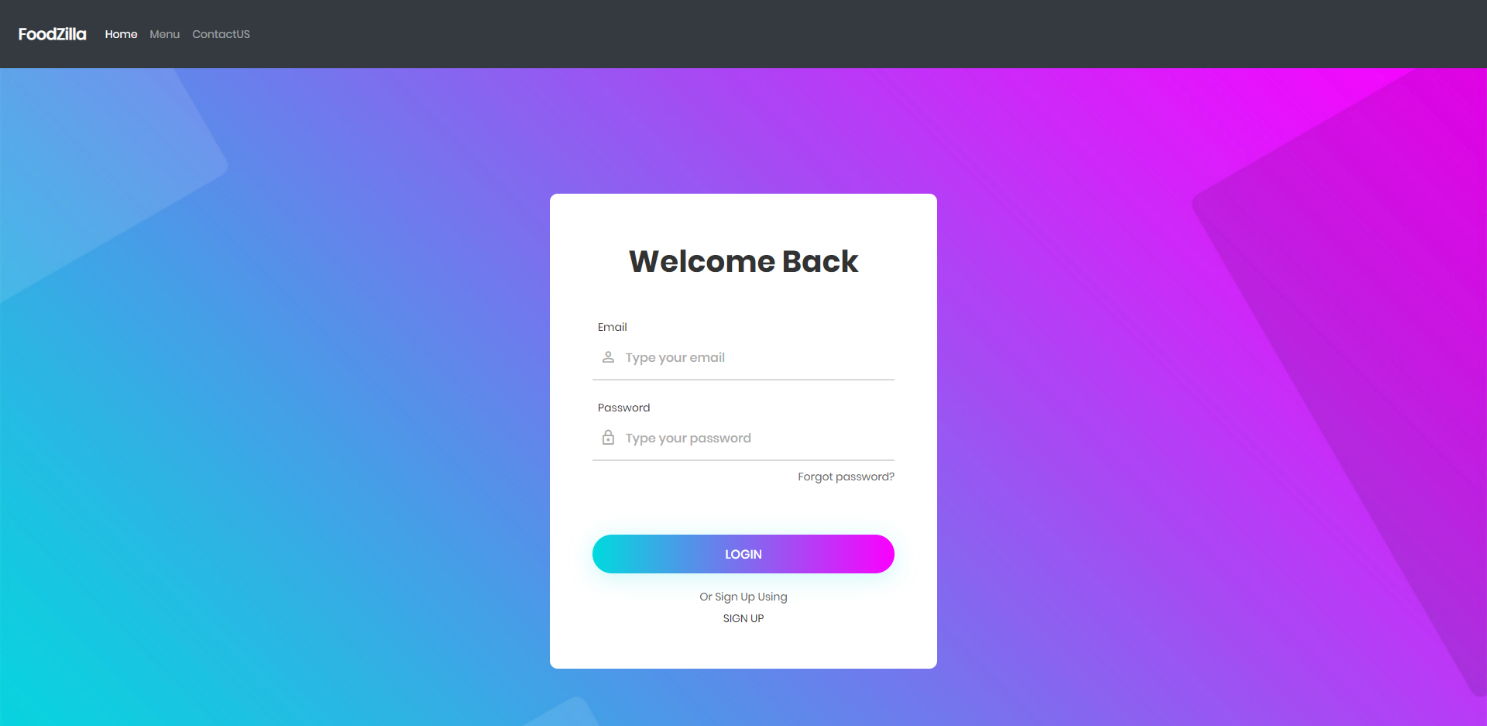 FoodZilla Home Menu ContactUS
Welcome Back
Email
Type your email
Password
Type your password
Forgot password?
LOGIN
Or Sign Up Using
SIGN UP